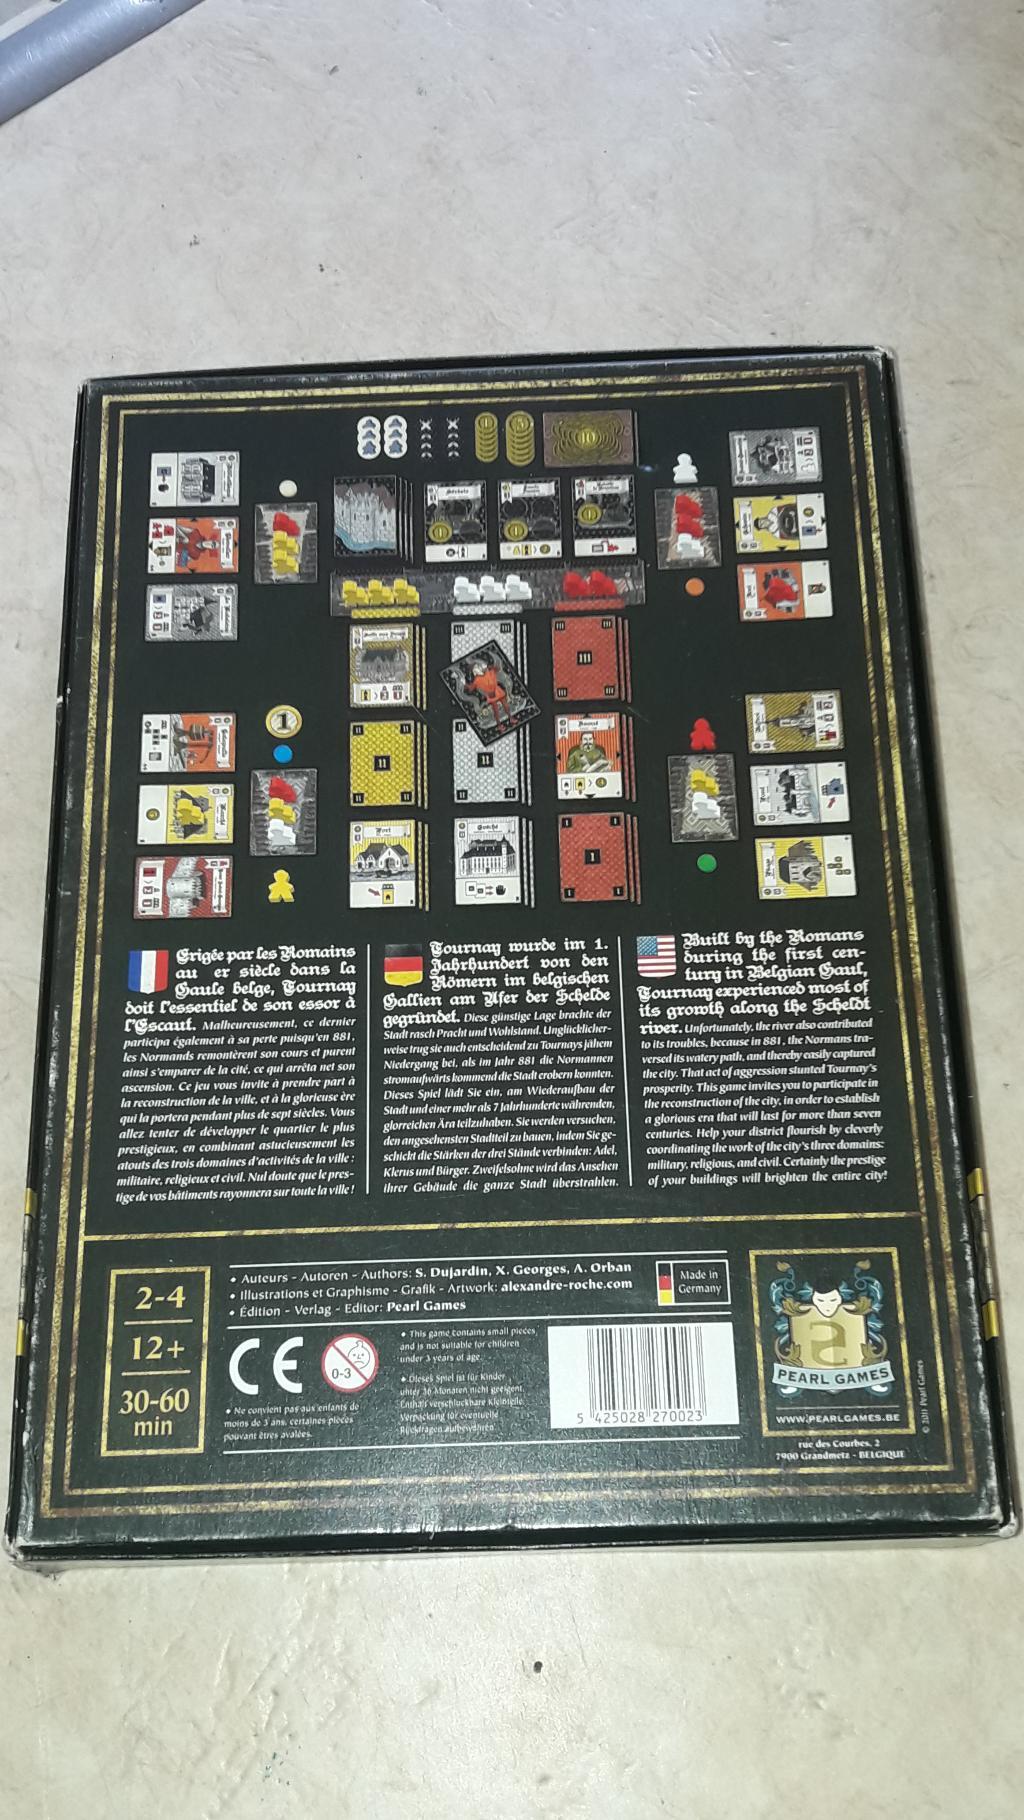 10
1
Érigée par les Romains
au er siècle dans la
Gaule belge, Tournay
doit l'essentiel de son essor à
l'Escaut. Malheureusement, ce dernier
participa également à sa perte puisqu'en 881,
les Normands remontèrent son cours et purent
ainsi s'emparer de la cité, ce qui arrêta net son
ascension. Ce jeu vous invite à prendre part à
la reconstruction de la ville, et à la glorieuse ère
qui la portera pendant plus de sept siècles. Vous
allez tenter de développer le quartier le plus
prestigieux, en combinant astucieusement les
atouts des trois domaines d'activités de la ville :
militaire, religieux et civil. Nul doute que le pres-
tige de vos bâtiments rayonnera sur toute la ville !
Tournay wurde im 1.
Jahrhundert von den
Römern im belgischen
Gallien am Ufer der Schelde
gegründet. Diese günstige Lage brachte der
Stadt rasch Pracht und Wohlstand. Unglücklicher-
weise trug sie auch entscheidend zu Tournays jähem
Niedergang bei, als im Jahr 881 die Normannen
stromaufwärts kommend die Stadt erobern konnten.
Dieses Spiel lädt Sie ein, am Wiederaufbau der
Stadt und einer mehr als 7 Jahrhunderte währenden,
glorreichen Ära teilzuhaben. Sie werden versuchen,
den angesehensten Stadtteil zu bauen, indem Sie ge-
schickt die Stärken der drei Stände verbinden: Adel,
Klerus und Bürger. Zweifelsohne wird das Ansehen
ihrer Gebäude die ganze Stadt überstrahlen.
Built by the Romans
during the first cen-
tury in Belgian Gaul,
Tournay experienced most of
its growth along the Scheldt
river. Unfortunately, the river also contributed
to its troubles, because in 881, the Normans tra-
versed its watery path, and thereby easily captured
the city. That act of aggression stunted Tournay's
prosperity. This game invites you to participate in
the reconstruction of the city, in order to establish
a glorious era that will last for more than seven
centuries. Help your district flourish by cleverly
coordinating the work of the city's three domains:
military, religious, and civil. Certainly the prestige
of your buildings will brighten the entire city!
2-4
12+
30-60
min
• Auteurs - Autoren - Authors: S. Dujardin, X. Georges, A. Orban
• Illustrations et Graphisme - Grafik - Artwork: alexandre-roche.com
• Édition - Verlag - Editor: Pearl Games
Made in
Germany
CE
0-3
• Ne convient pas aux enfants de
moins de 3 ans, certaines pièces
pouvant êtres avalées.
• This game contains small pieces,
and is not suitable for children
under 3 years of age.
• Dieses Spiel ist für Kinder
unter 36 Monaten nicht geeignet.
Enthält verschluckbare Kleinteile.
Verpackung für eventuelle
Rückfragen aufbewahren.
5 425028 270023
PEARL GAMES
WWW.PEARLGAMES.BE
rue des Courbes, 2
7900 Grandmetz - BELGIQUE
© 2011 Pearl Games